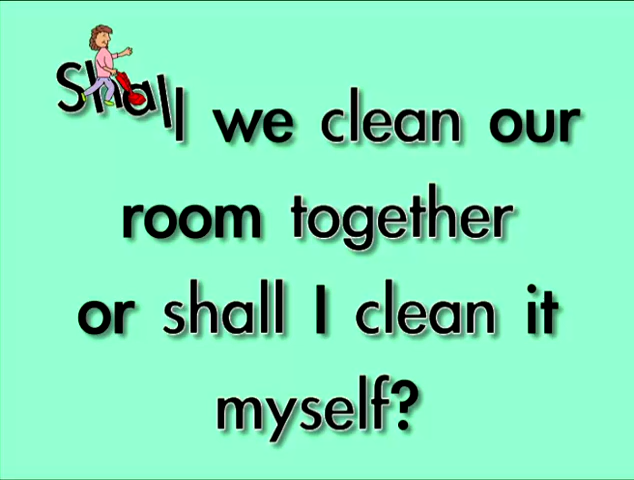 Shall we clean our
room together
or shall I clean it
myself?